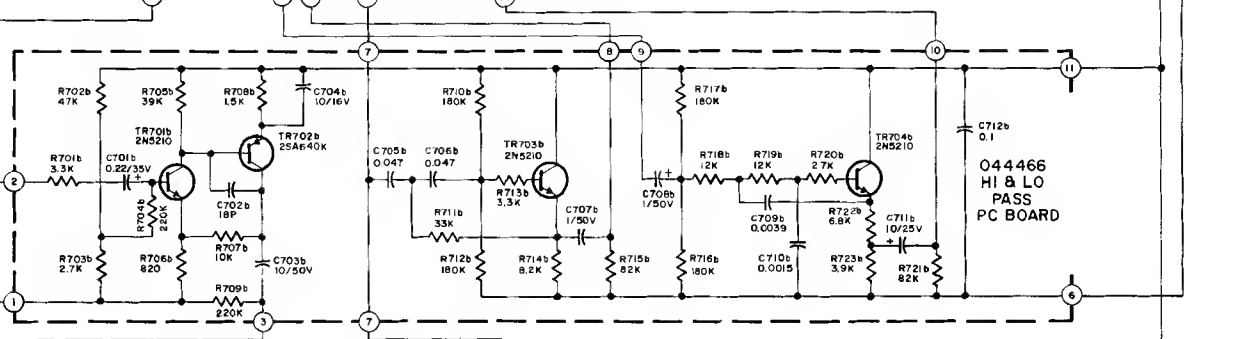 7
8
9
10
11
R702b
47K
R705b
39K
R708b
1.5K
C704b
10/16V
R710b
180K
R717b
180K
TR701b
2N5210
TR702b
2SA640K
TR703b
2N5210
TR704b
2N5210
C712b
0.1
2
R701b
3.3K
C701b
0.22/35V
+
C705b
0.047
C706b
0.047
R718b
12K
R719b
12K
R720b
2.7K
044466
HI & LO
PASS
PC BOARD
R704b
220K
C702b
18P
R713b
3.3K
+
C708b
1/50V
R711b
33K
C707b
1/50V
C709b
0.0039
R722b
6.8K
C711b
10/25V
+
R707b
10K
R703b
2.7K
R706b
820
C703b
10/50V
R712b
180K
R714b
8.2K
R715b
82K
R716b
180K
C710b
0.0015
R723b
3.9K
R721b
82K
1
R709b
220K
6
3
7